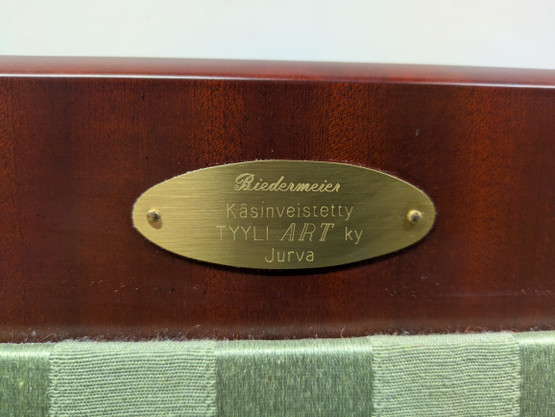 Biedermeier
Käsinveistetty
TYYLI ART ky
Jurva